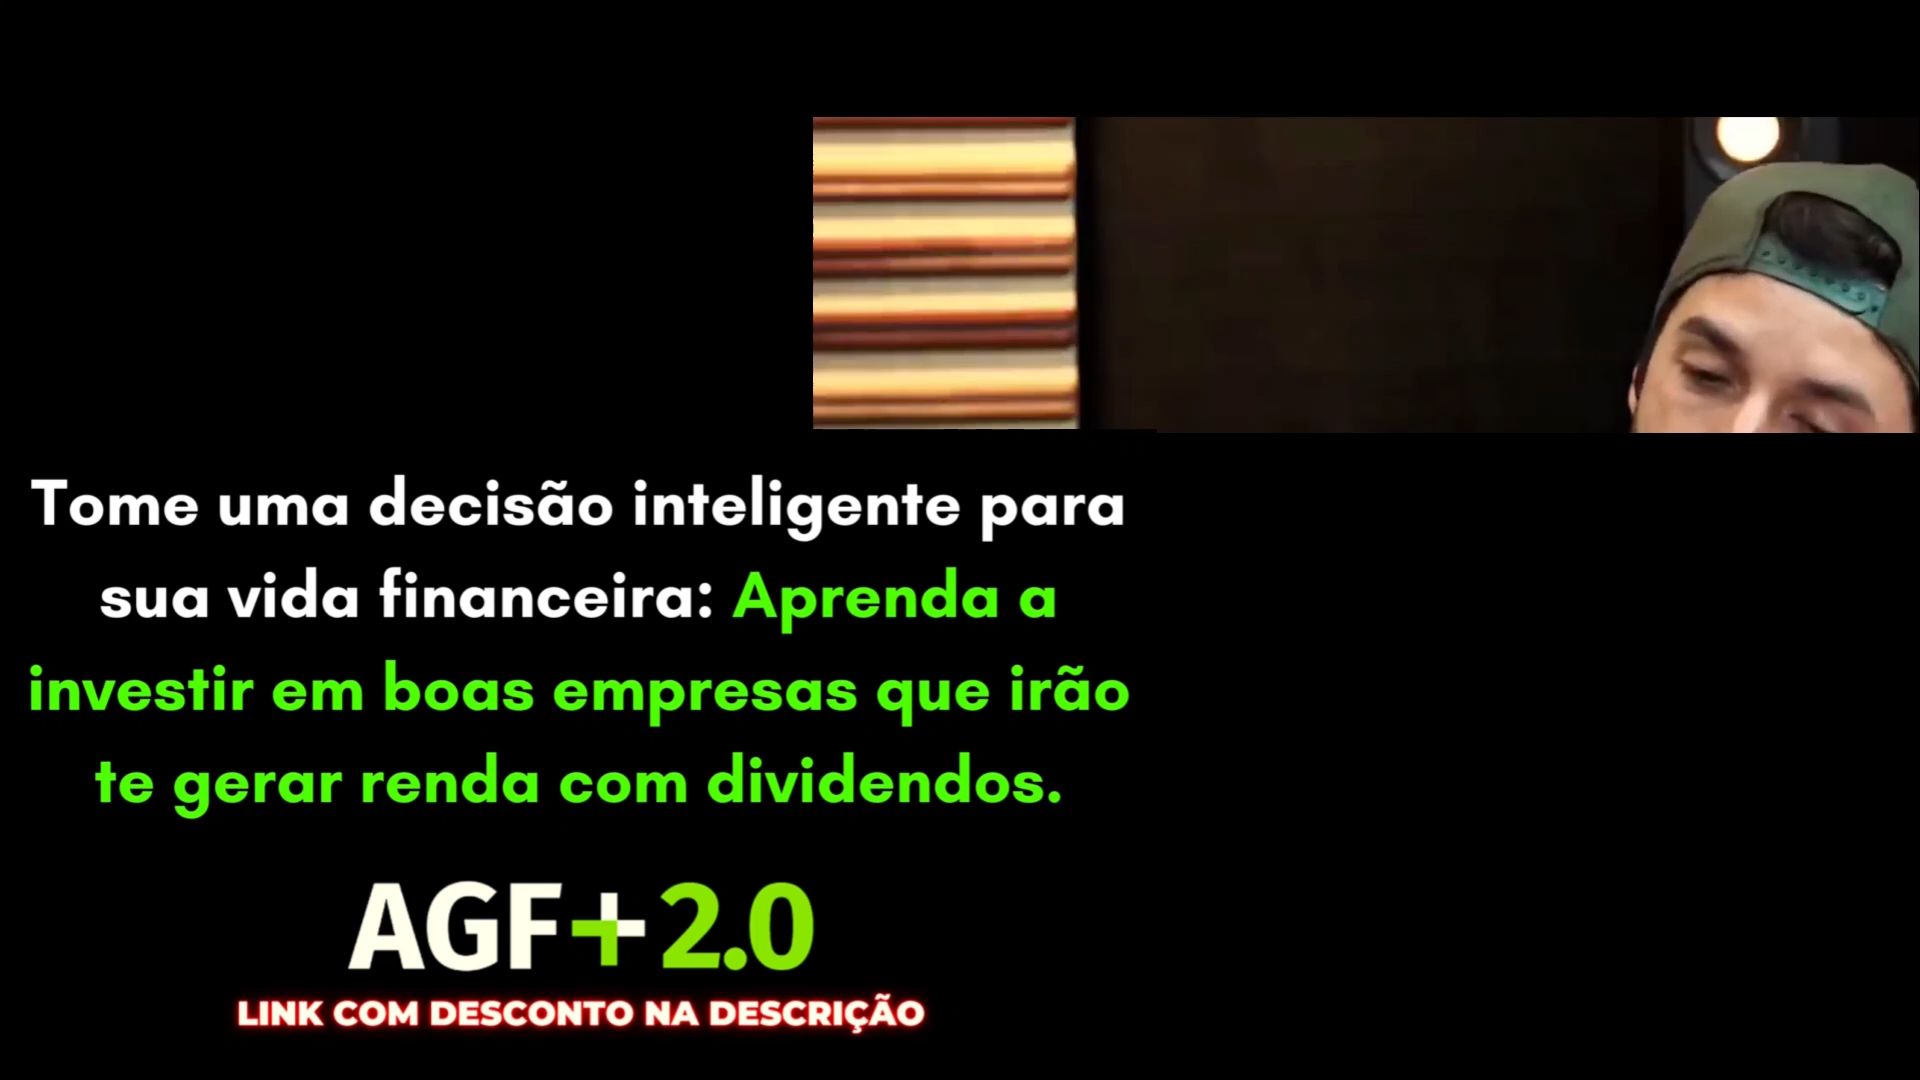 Tome uma decisão inteligente para
sua vida financeira: Aprenda a
investir em boas empresas que irão
te gerar renda com dividendos.
AGF+ 2.0
LINK COM DESCONTO NA DESCRIÇÃO